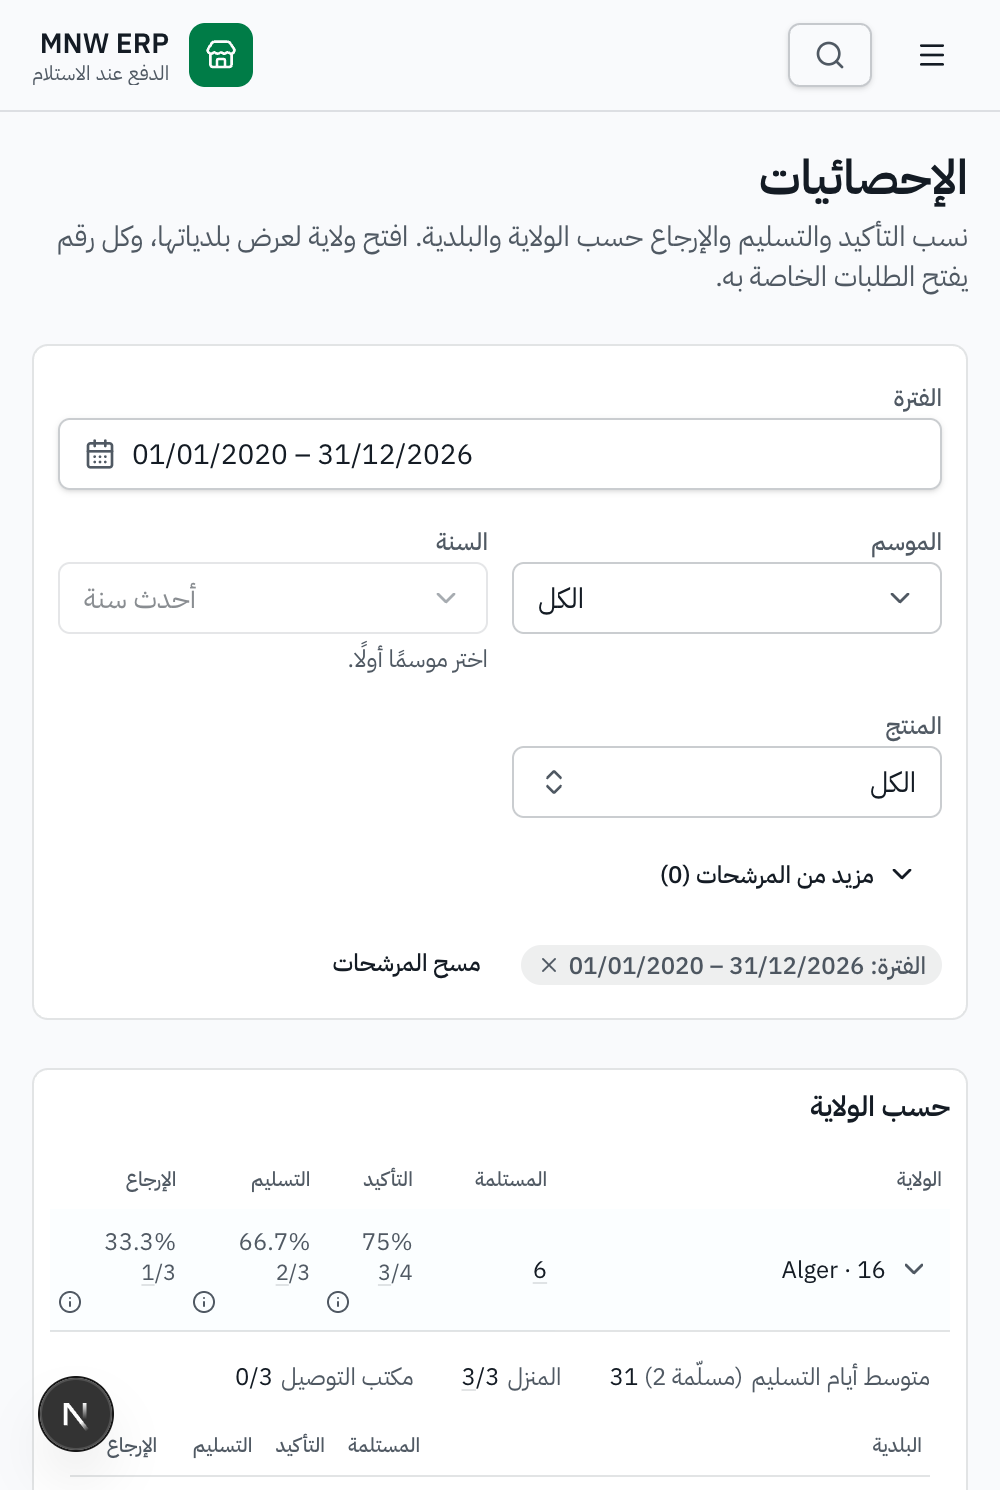 MNW ERP
الدفع عند الاستلام
الإحصائيات
نسب التأكيد والتسليم والإرجاع حسب الولاية والبلدية. افتح ولاية لعرض بلدياتها، وكل رقم
يفتح الطلبات الخاصة به.
الفترة
01/01/2020 – 31/12/2026
الموسم
السنة
الكل
أحدث سنة
اختر موسمًا أولًا.
المنتج
الكل
مزيد من المرشحات (0)
الفترة: 01/01/2020 – 31/12/2026
مسح المرشحات
حسب الولاية
الولاية المستلمة التأكيد التسليم الإرجاع
16 · Alger
6
75%
3/4
66.7%
2/3
33.3%
1/3
متوسط أيام التسليم (مسلّمة 2) 31 المنزل 3/3 مكتب التوصيل 0/3
البلدية المستلمة التأكيد التسليم الإرجاع
N